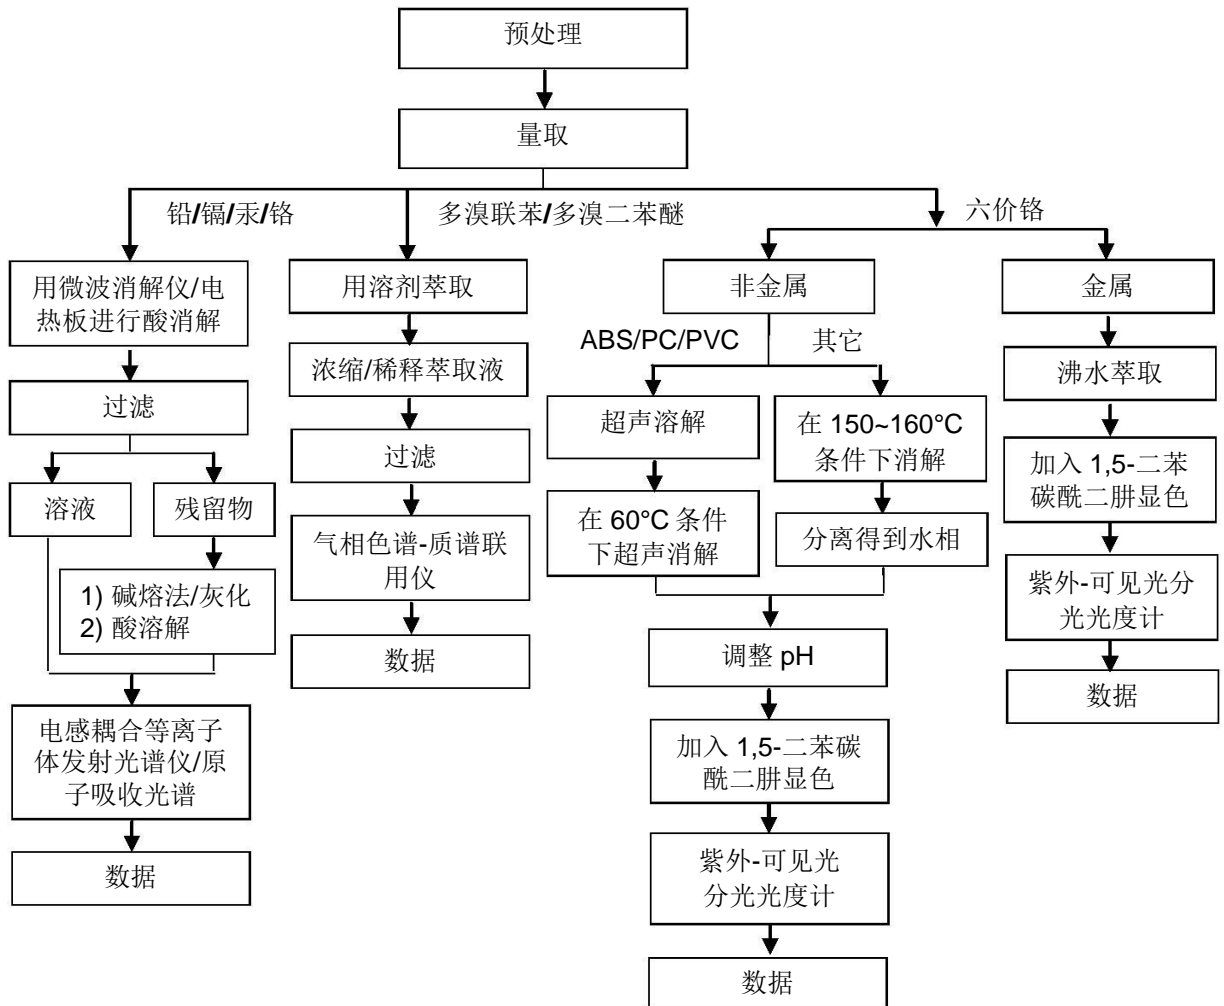 预处理
量取
铅/镉/汞/铬
多溴联苯/多溴二苯醚
六价铬
用微波消解仪/电
热板进行酸消解
过滤
溶液
残留物
1) 碱熔法/灰化
2) 酸溶解
电感耦合等离子
体发射光谱仪/原
子吸收光谱
数据
用溶剂萃取
浓缩/稀释萃取液
过滤
气相色谱-质谱联
用仪
数据
非金属
ABS/PC/PVC
其它
超声溶解
在 60°C 条件
下超声消解
在 150~160°C
条件下消解
分离得到水相
调整 pH
加入 1,5-二苯碳
酰二肼显色
紫外-可见光
分光光度计
数据
金属
沸水萃取
加入 1,5-二苯
碳酰二肼显色
紫外-可见光分
光光度计
数据